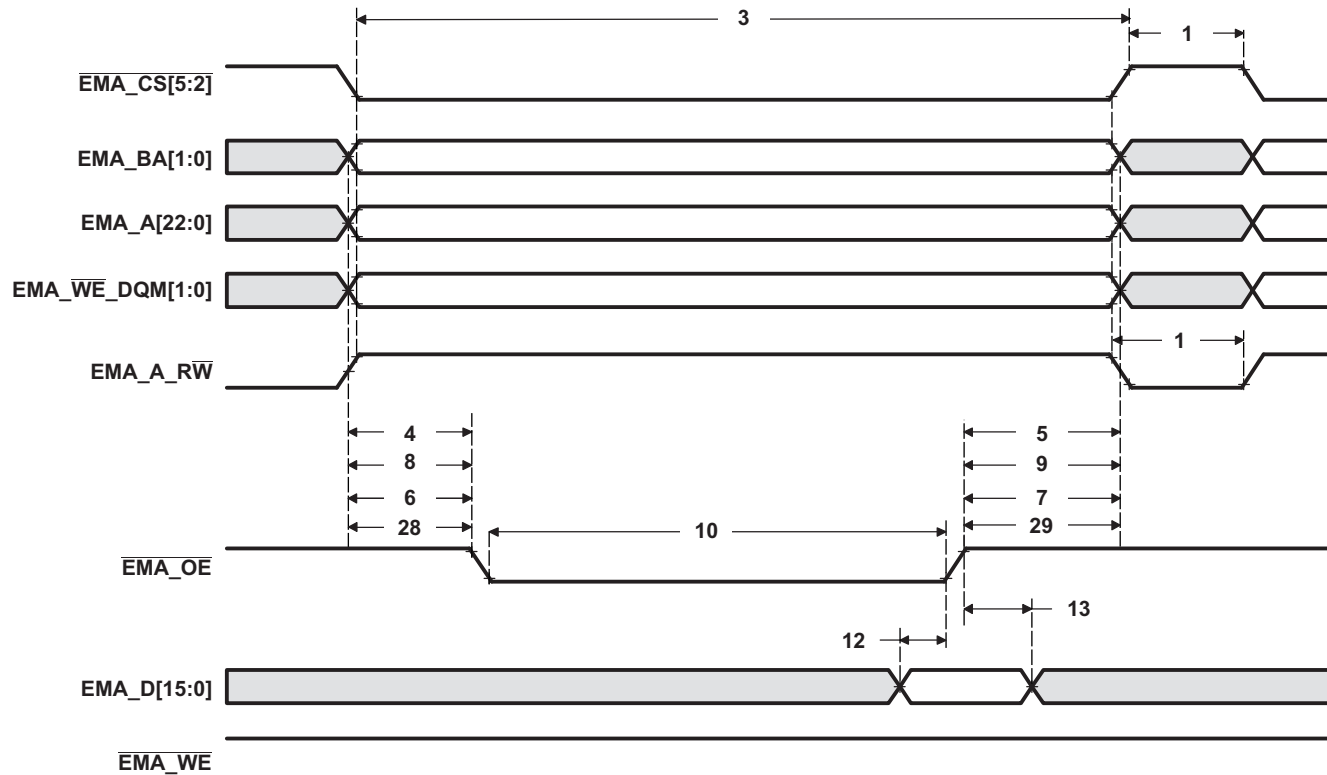 3
1
EMA_CS[5:2]
EMA_BA[1:0]
EMA_A[22:0]
EMA_WE_DQM[1:0]
1
EMA_A_RW
4 5
8 9
6 7
28 29
10
EMA_OE
13
12
EMA_D[15:0]
EMA_WE